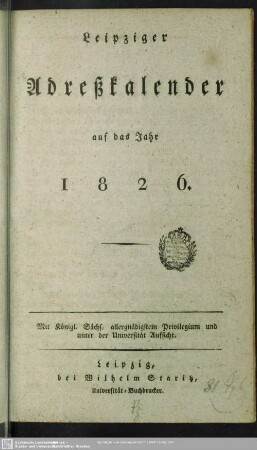 Leipziger
Adreßkalender
auf das Jahr
1826.
Mit Königl. Sächs. allergnädigstem Privilegium und
unter der Universität Aufsicht.
Leipzig,
bei Wilhelm Staritz,
Universitäts-Buchdrucker.